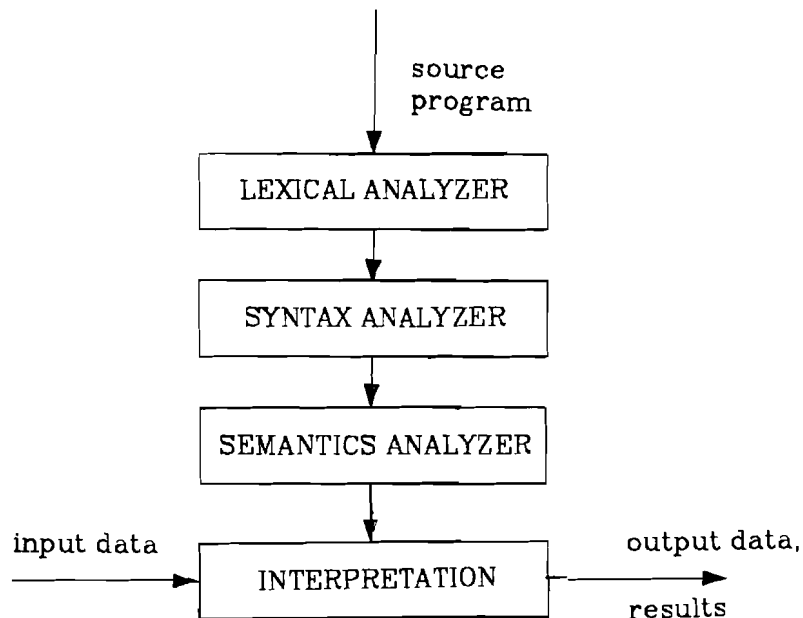 source
program
LEXICAL ANALYZER
SYNTAX ANALYZER
SEMANTICS ANALYZER
input data
INTERPRETATION
output data,
results